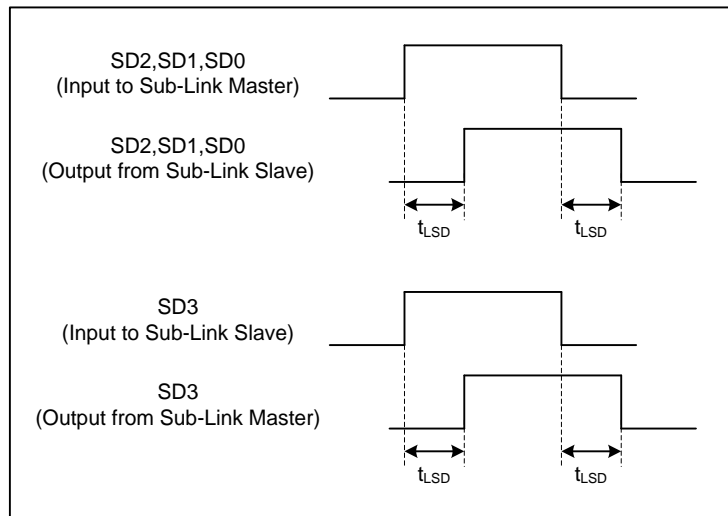 SD2,SD1,SD0
(Input to Sub-Link Master)
SD2,SD1,SD0
(Output from Sub-Link Slave)
tLSD
tLSD
SD3
(Input to Sub-Link Slave)
SD3
(Output from Sub-Link Master)
tLSD
tLSD